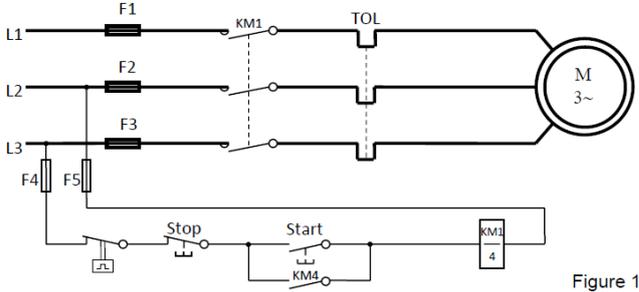 F1
KM1
TOL
L1
F2
L2
M
3~
F3
L3
F4
F5
Stop
Start
KM1
4
KM4
Figure 1